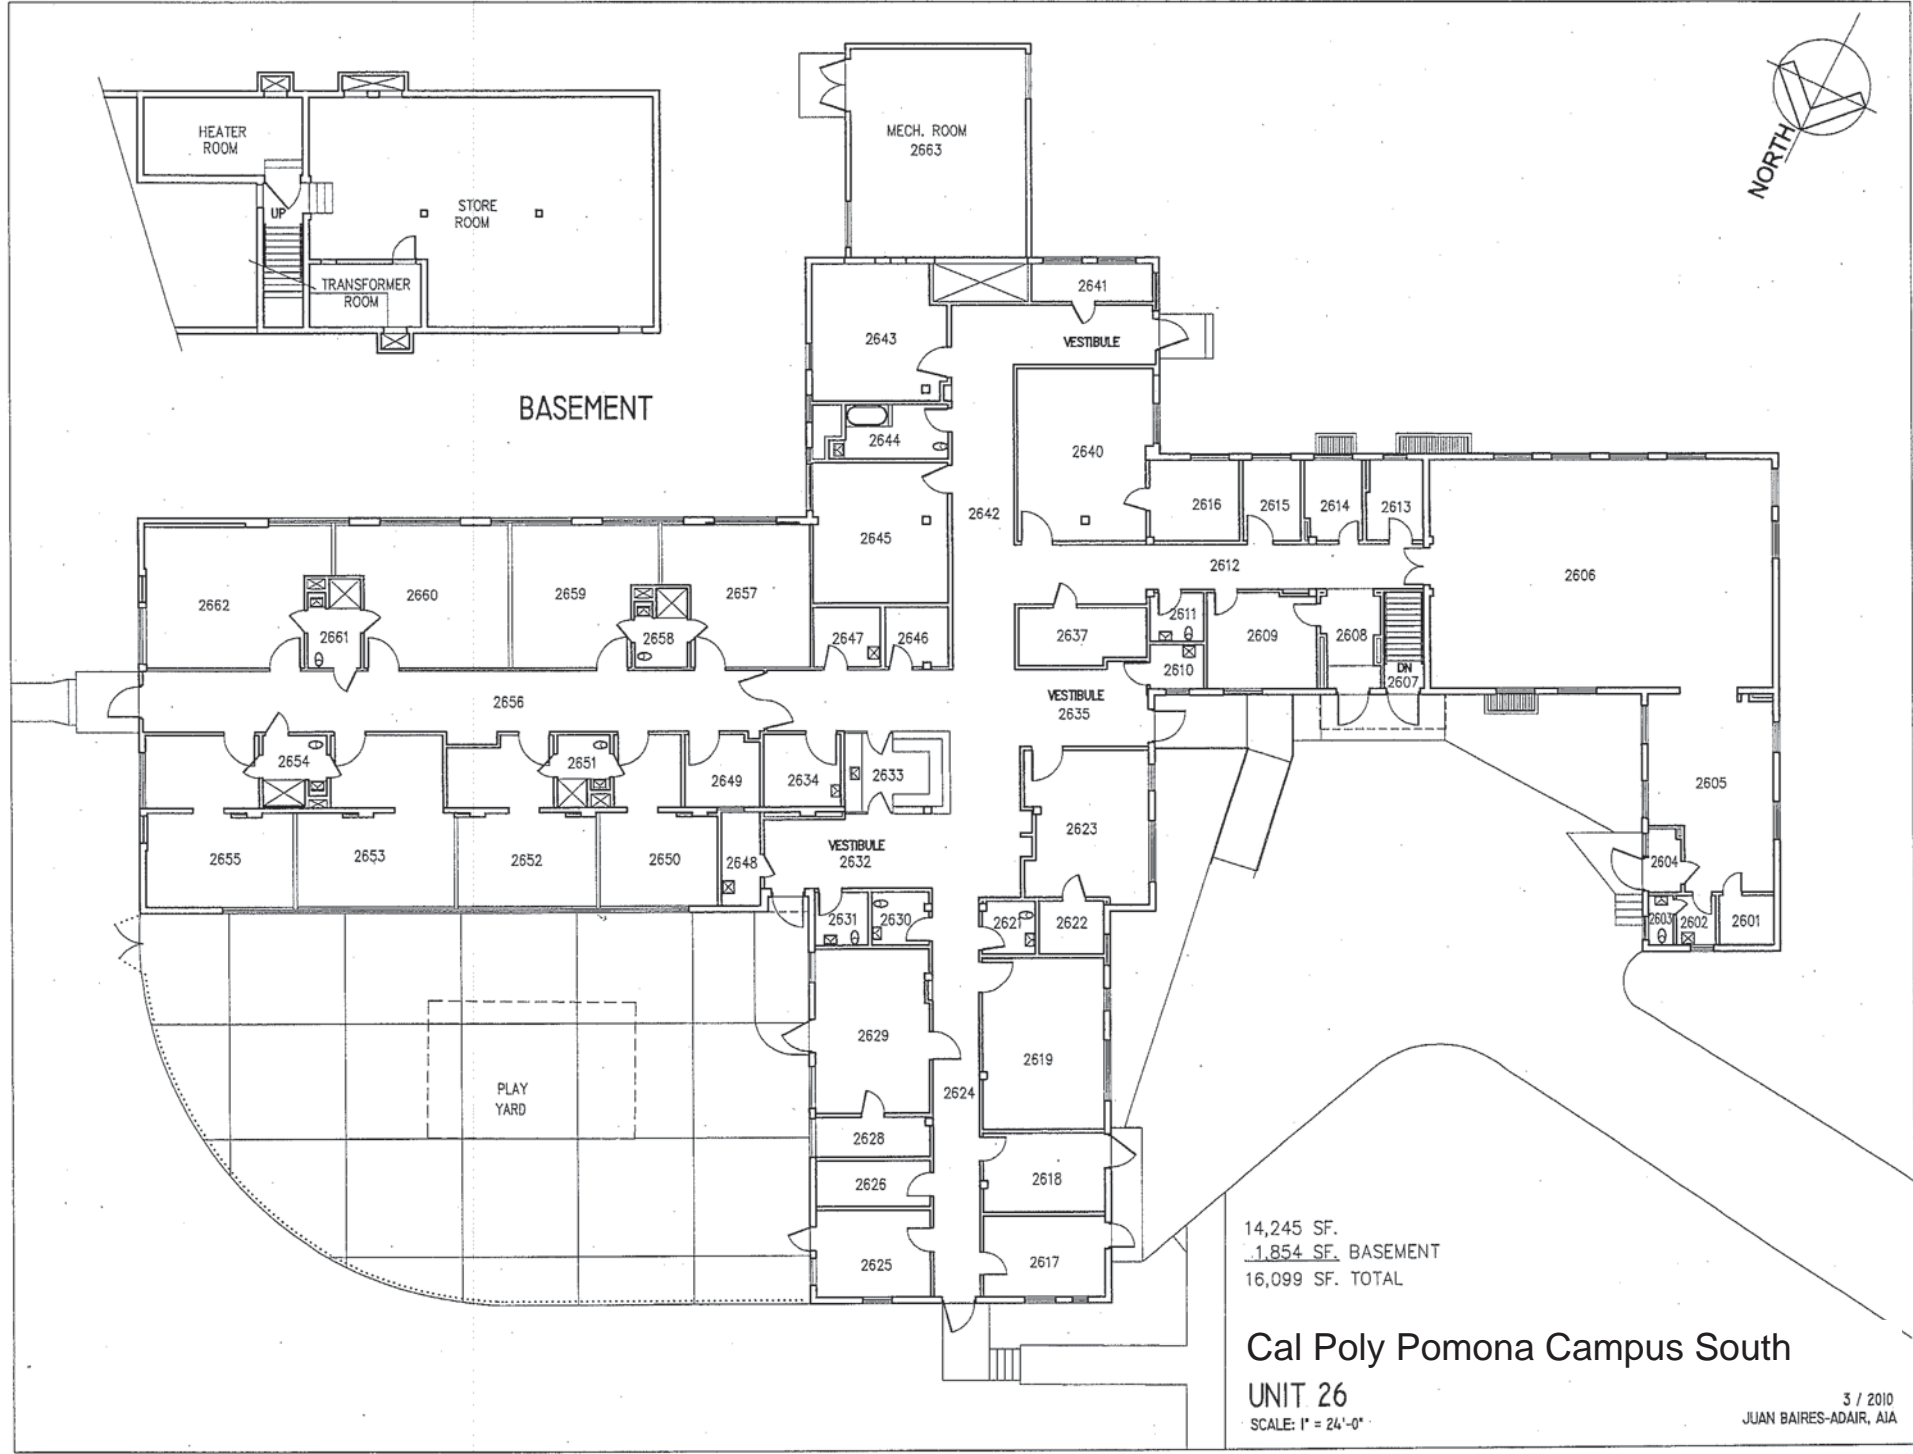 NORTH
HEATER
ROOM
UP
STORE
ROOM
TRANSFORMER
ROOM
BASEMENT
MECH. ROOM
2663
2641
VESTIBULE
2643
2644
2640
2645
2642
2616
2615
2614
2613
2612
2606
2662
2661
2660
2659
2658
2657
2647
2646
2637
2611
2610
2609
2608
DN
2607
2656
VESTIBULE
2635
2654
2651
2649
2634
2633
2605
2655
2653
2652
2650
2648
VESTIBULE
2632
2623
2604
2631
2630
2621
2622
2603
2602
2601
2629
2619
2624
PLAY
YARD
2628
2626
2618
2625
2617
14,245 SF.
1,854 SF. BASEMENT
16,099 SF. TOTAL
Cal Poly Pomona Campus South
UNIT 26
SCALE: 1" = 24'-0"
3 / 2010
JUAN BAIRES-ADAIR, AIA